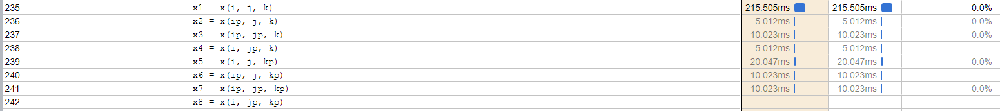 235 x1 = x(i, j, k) 215.505ms 215.505ms 0.0%
236 x2 = x(ip, j, k) 5.012ms 5.012ms 0.0%
237 x3 = x(ip, jp, k) 10.023ms 10.023ms 0.0%
238 x4 = x(i, jp, k) 5.012ms 5.012ms
239 x5 = x(i, j, kp) 20.047ms 20.047ms 0.0%
240 x6 = x(ip, j, kp) 10.023ms 10.023ms
241 x7 = x(ip, jp, kp) 10.023ms 10.023ms 0.0%
242 x8 = x(i, jp, kp)